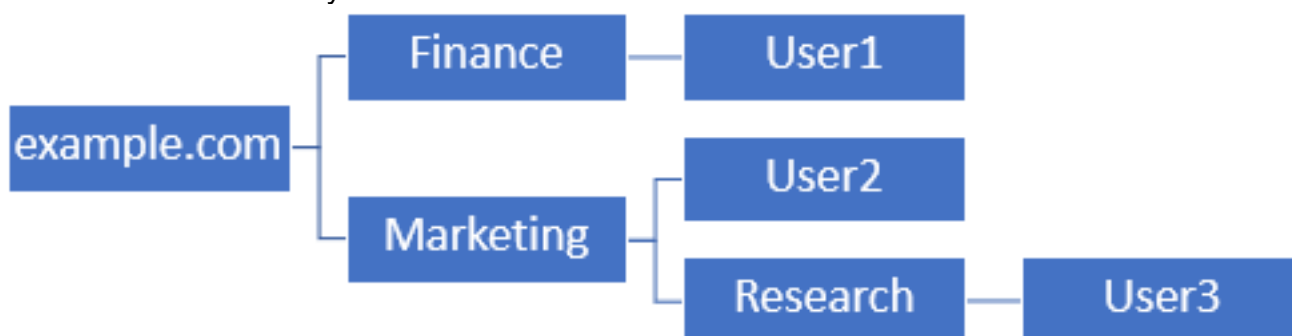 Finance
User1
example.com
User2
Marketing
Research
User3